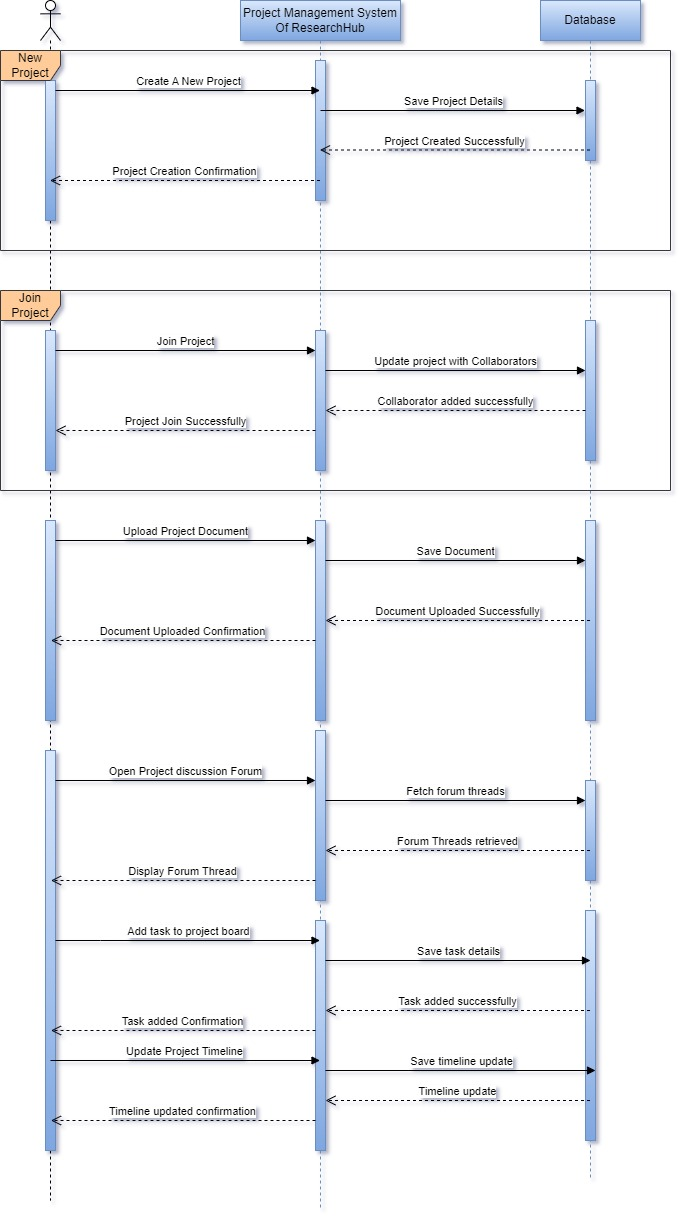 Project Management System
Of ResearchHub
Database
New
Project
Create A New Project
Save Project Details
Project Created Successfully
Project Creation Confirmation
Join
Project
Join Project
Update project with Collaborators
Collaborator added successfully
Project Join Successfully
Upload Project Document
Save Document
Document Uploaded Successfully
Document Uploaded Confirmation
Open Project discussion Forum
Fetch forum threads
Forum Threads retrieved
Display Forum Thread
Add task to project board
Save task details
Task added successfully
Task added Confirmation
Update Project Timeline
Save timeline update
Timeline update
Timeline updated confirmation